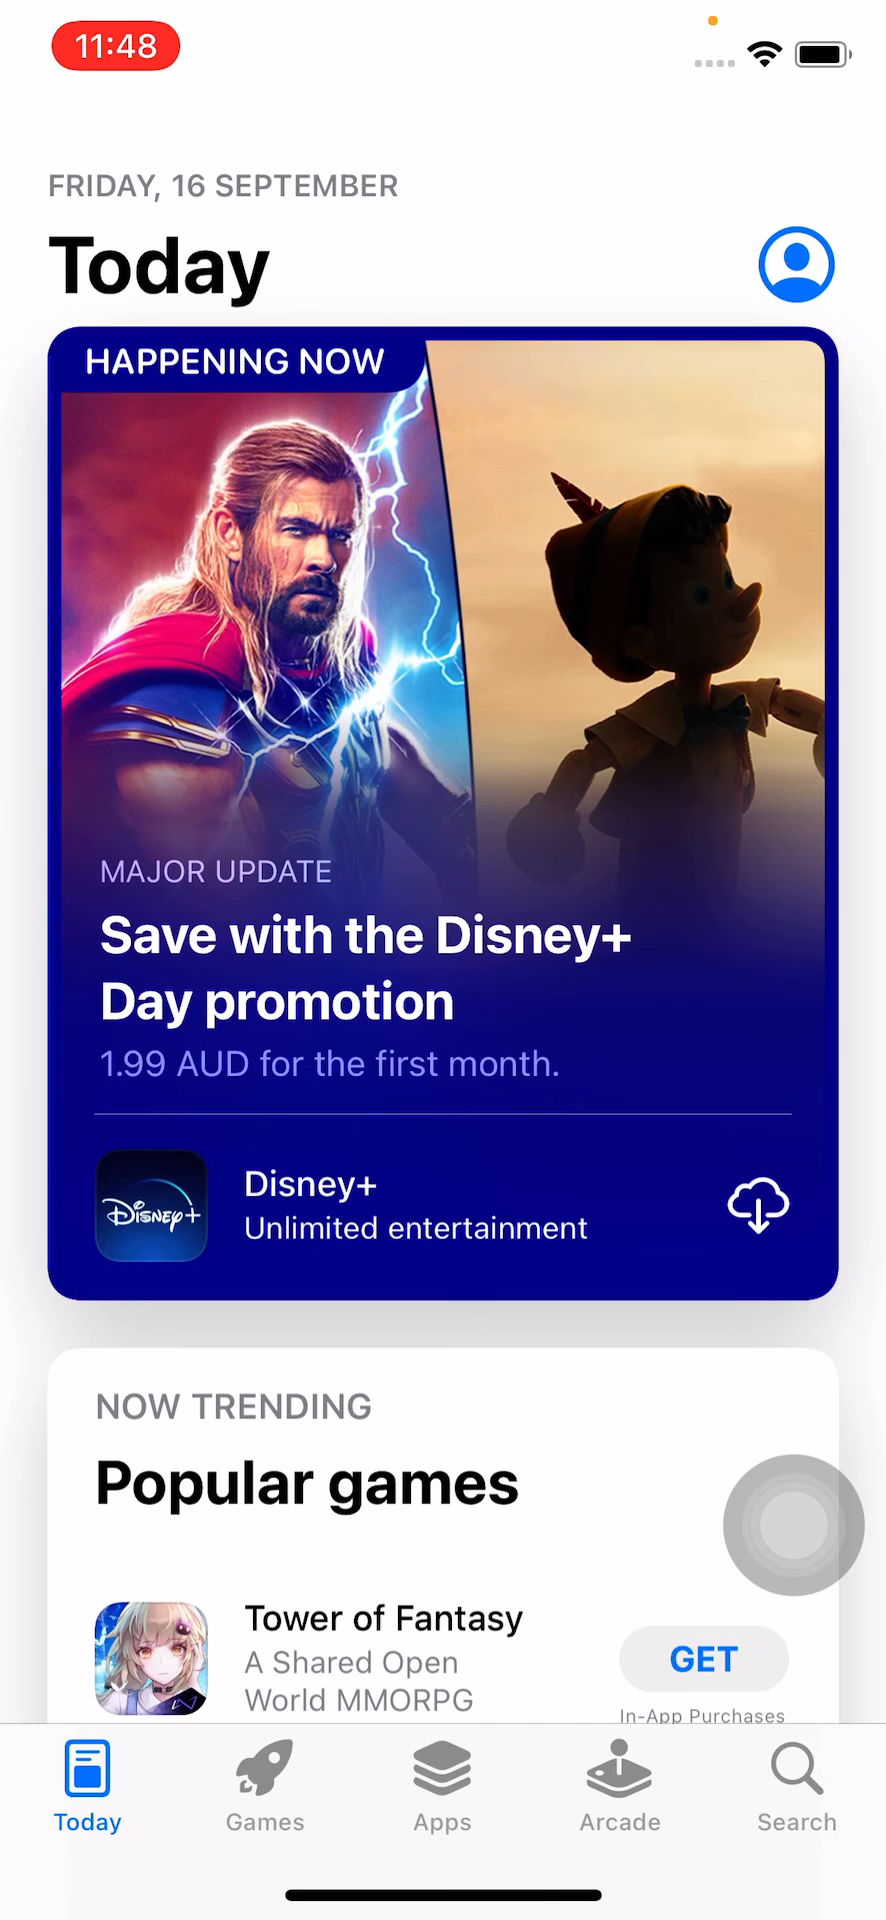 11:48
FRIDAY, 16 SEPTEMBER
Today
HAPPENING NOW
MAJOR UPDATE
Save with the Disney+
Day promotion
1.99 AUD for the first month.
Disney+
Disney+
Unlimited entertainment
NOW TRENDING
Popular games
Tower of Fantasy
A Shared Open
World MMORPG
GET
In-App Purchases
Today
Games
Apps
Arcade
Search